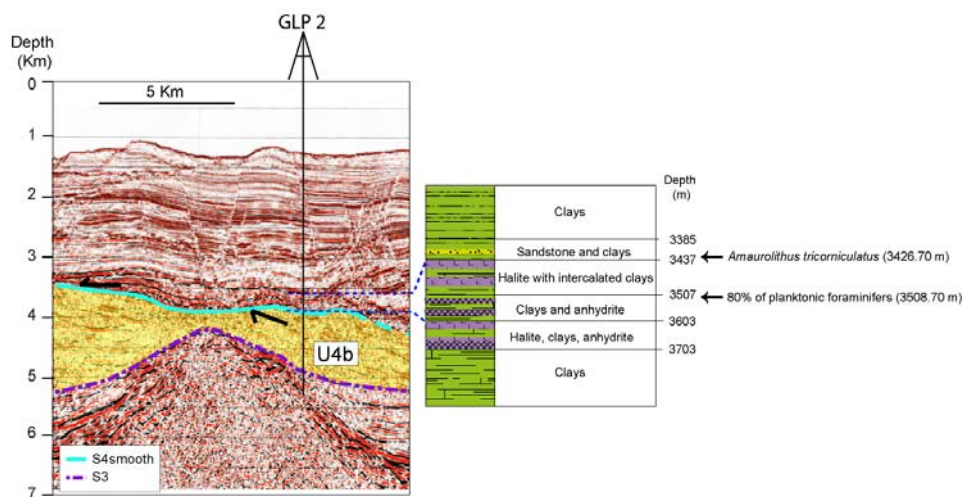 GLP 2
Depth
(Km)
0
5 Km
1
2
3
4
5
6
7
U4b
S4smooth
S3
Depth
(m)
Clays
3385
Sandstone and clays
3437
Amaurolithus tricorniculatus (3426.70 m)
Halite with intercalated clays
3507
80% of planktonic foraminifers (3508.70 m)
Clays and anhydrite
3603
Halite, clays, anhydrite
3703
Clays